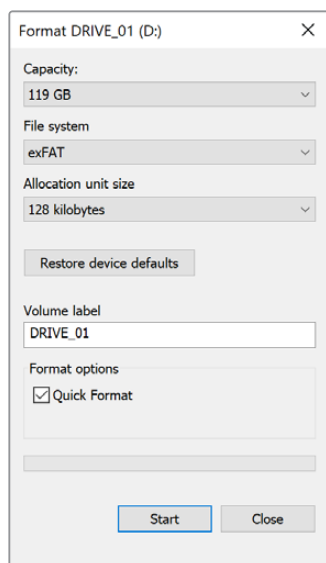 Format DRIVE_01 (D:)
Capacity:
119 GB
File system
exFAT
Allocation unit size
128 kilobytes
Restore device defaults
Volume label
DRIVE_01
Format options
Quick Format
Start Close